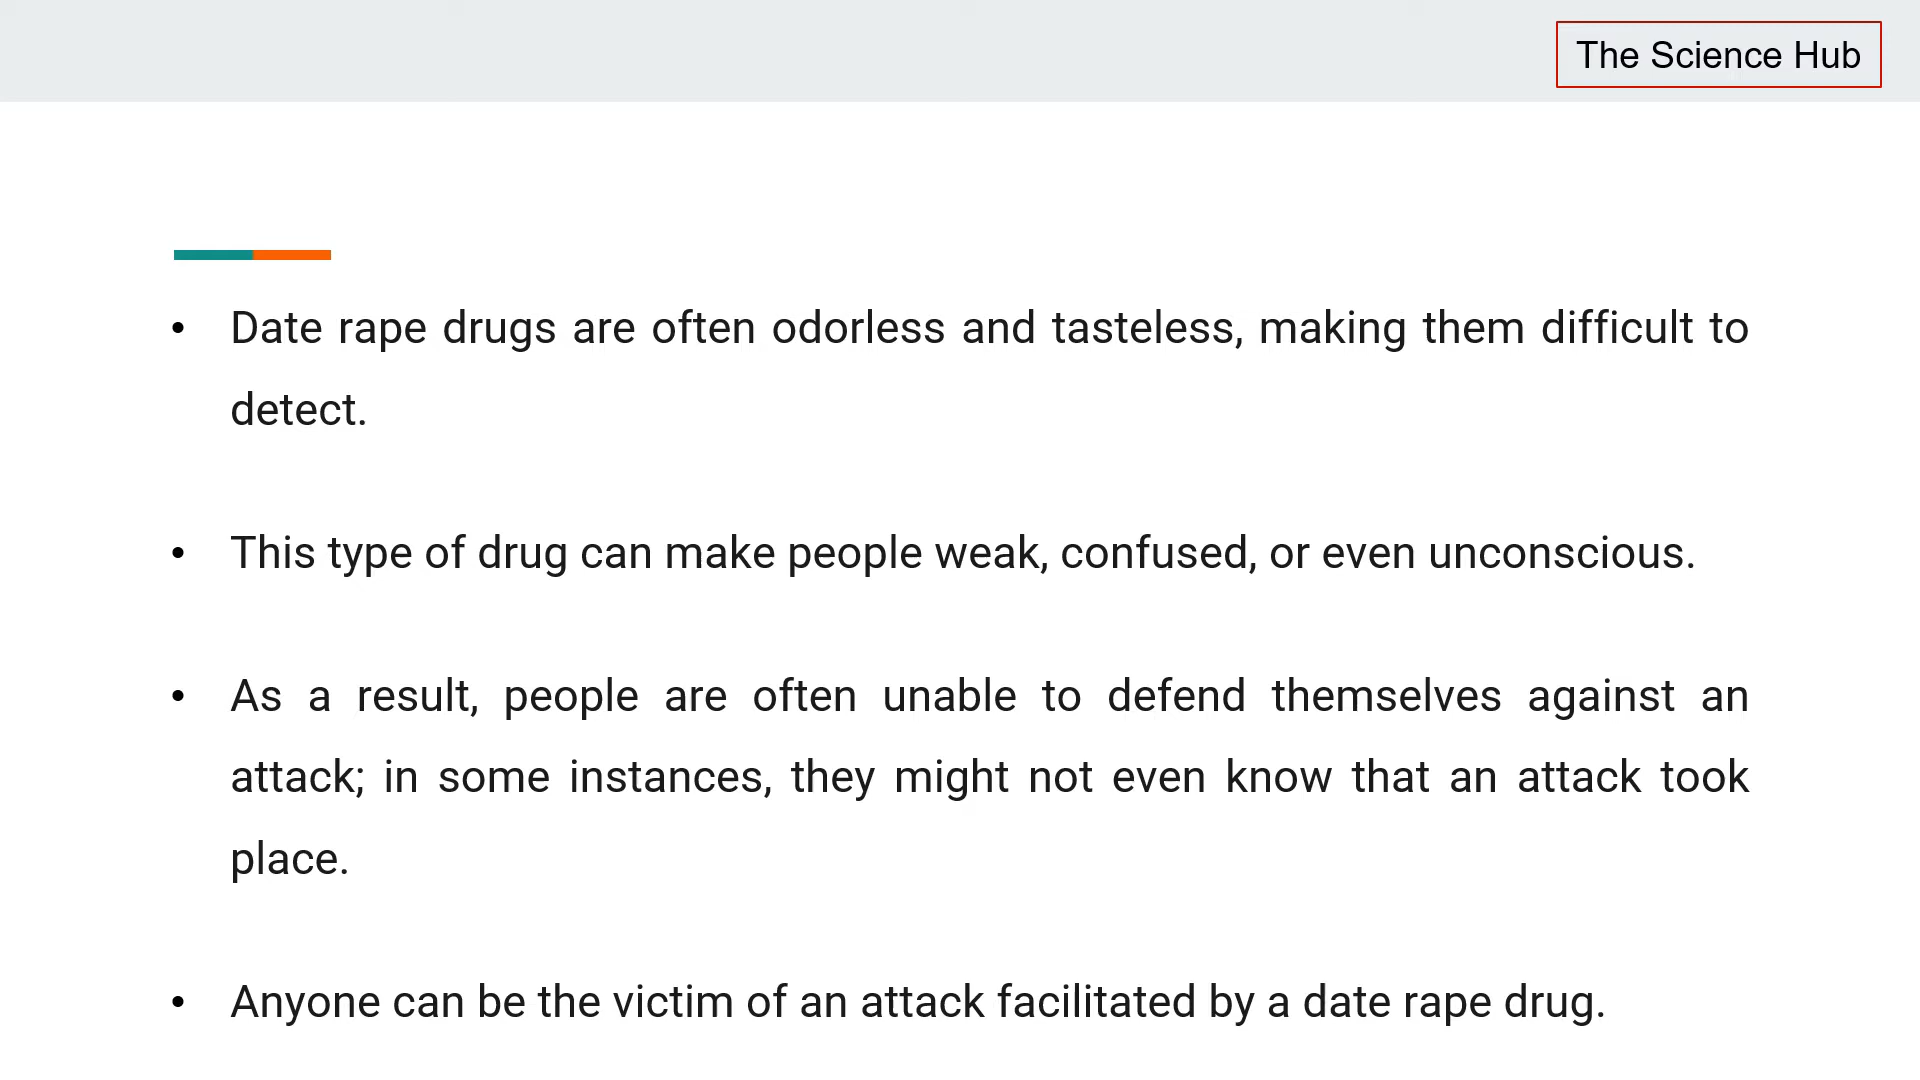 The Science Hub
• Date rape drugs are often odorless and tasteless, making them difficult to
detect.
• This type of drug can make people weak, confused, or even unconscious.
• As a result, people are often unable to defend themselves against an
attack; in some instances, they might not even know that an attack took
place.
• Anyone can be the victim of an attack facilitated by a date rape drug.